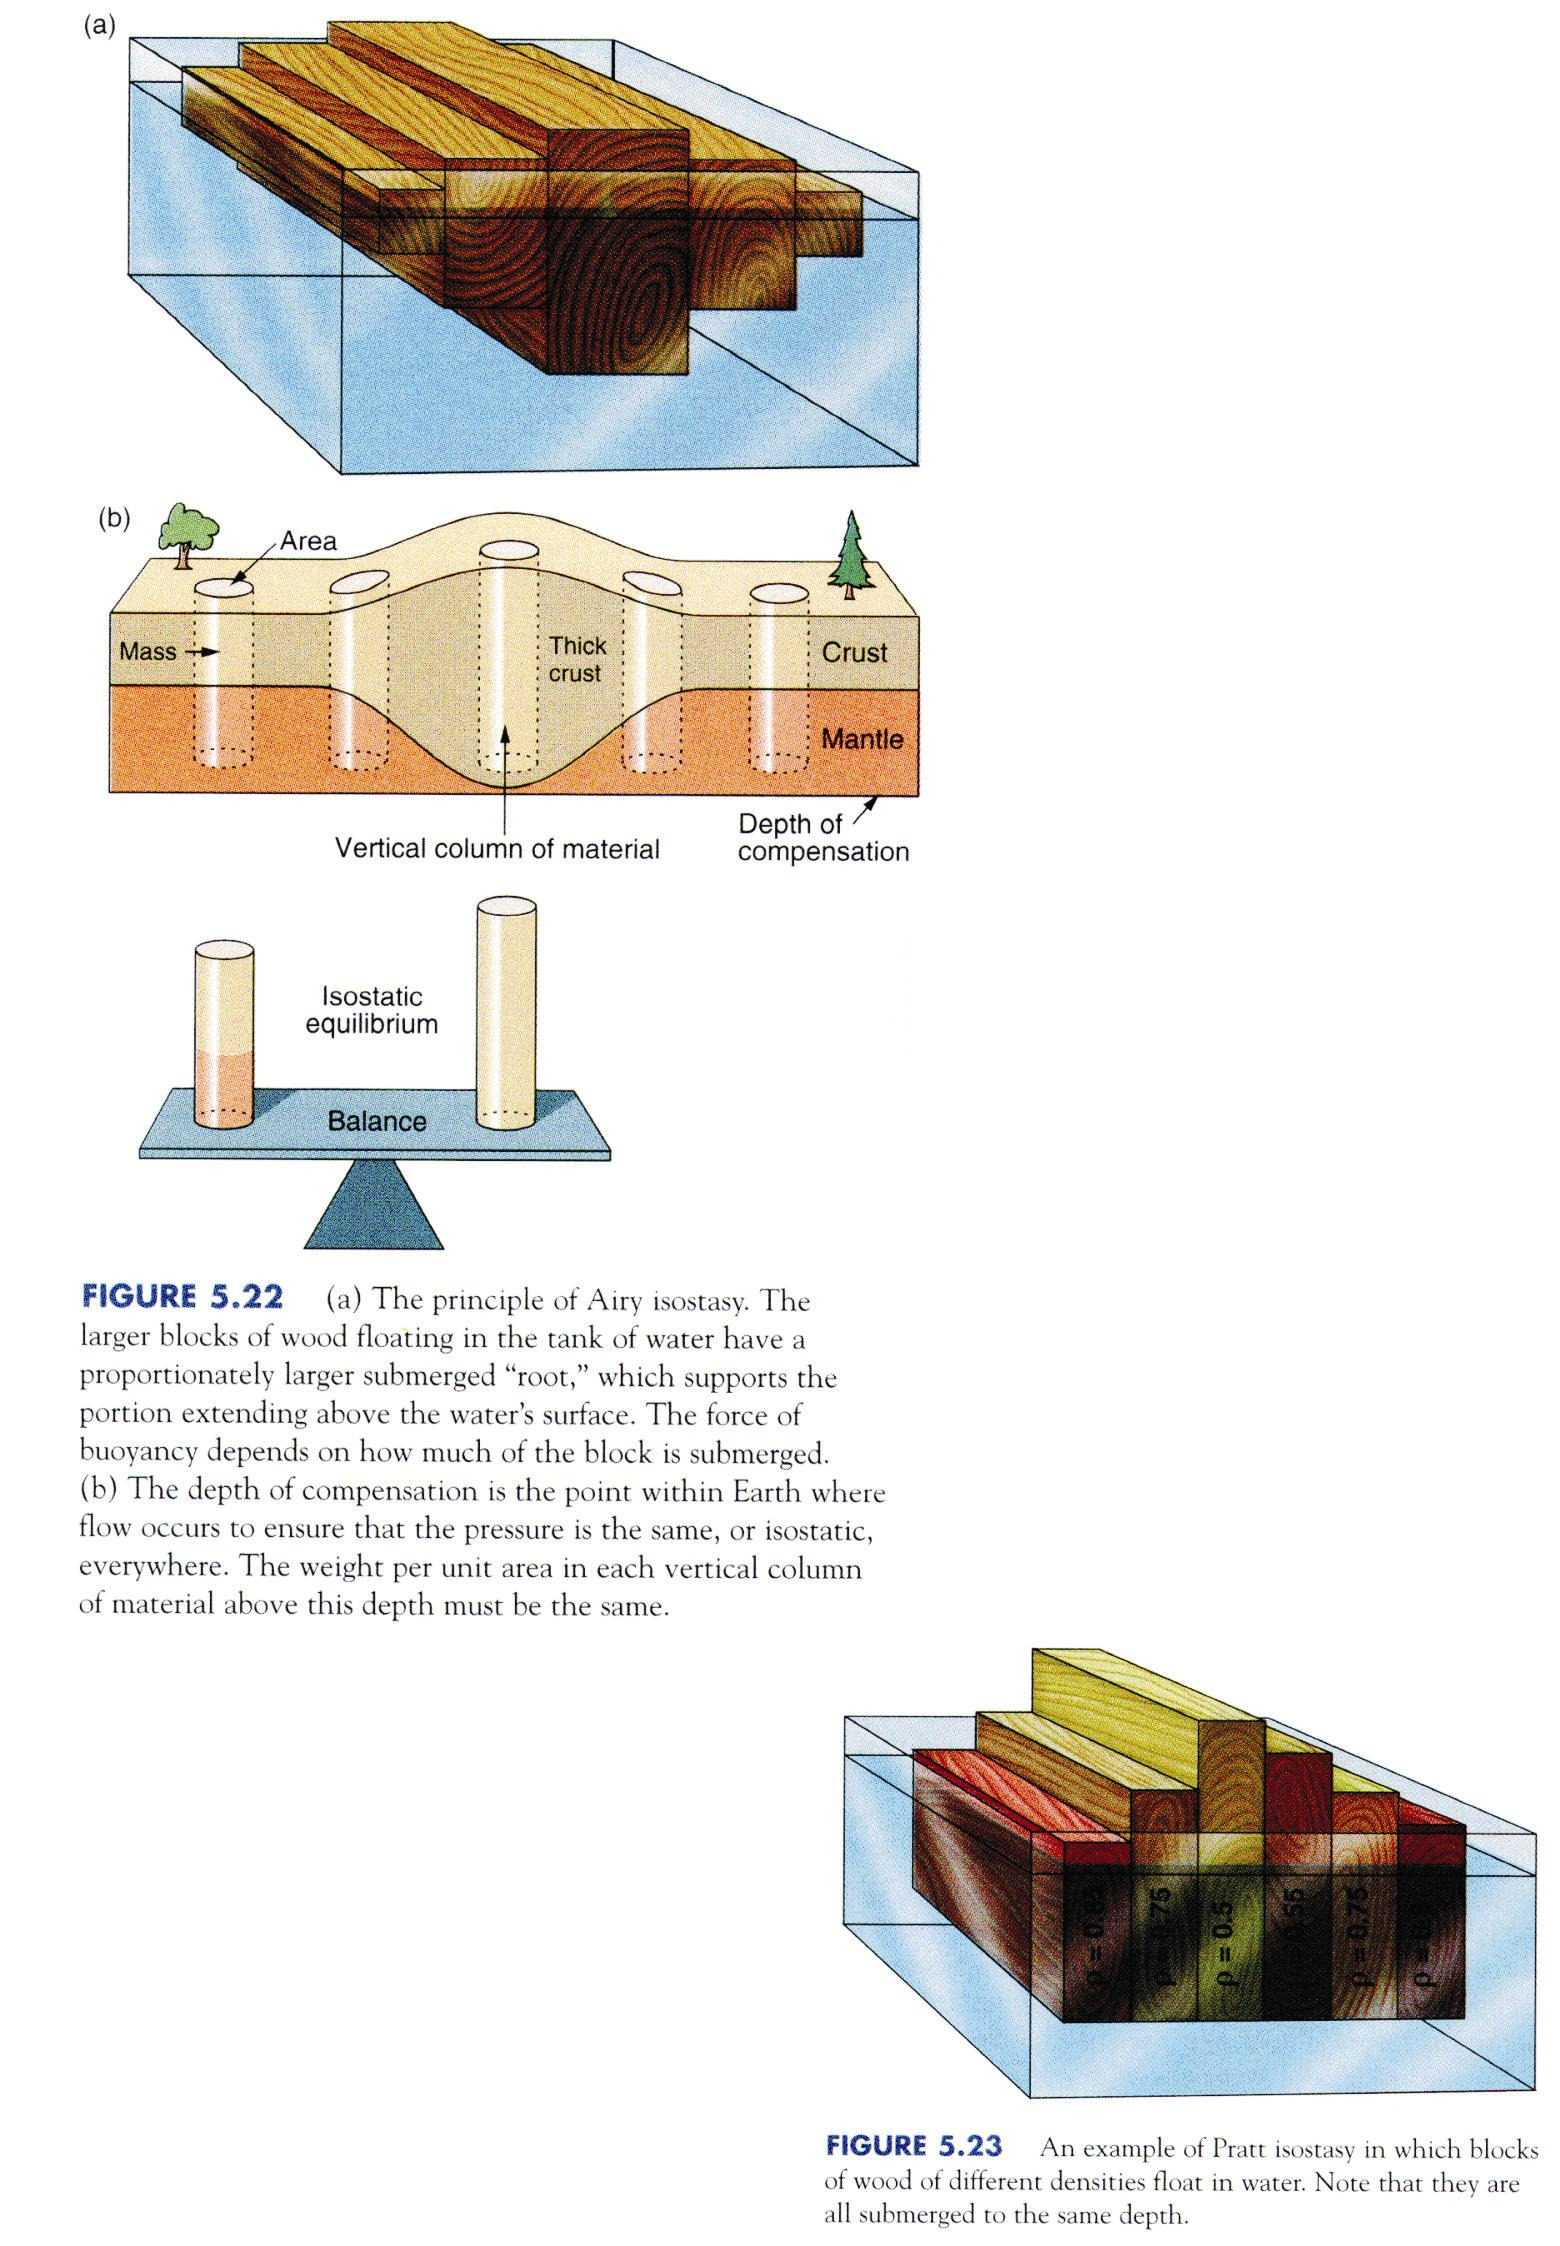 (a)
(b)
Area
Mass
Thick
crust
Crust
Mantle
Vertical column of material
Depth of
compensation
Isostatic
equilibrium
Balance
FIGURE 5.22 (a) The principle of Airy isostasy. The
larger blocks of wood floating in the tank of water have a
proportionately larger submerged “root,” which supports the
portion extending above the water’s surface. The force of
buoyancy depends on how much of the block is submerged.
(b) The depth of compensation is the point within Earth where
flow occurs to ensure that the pressure is the same, or isostatic,
everywhere. The weight per unit area in each vertical column
of material above this depth must be the same.
ρ = 0.75
ρ = 0.5
ρ = 0.75
FIGURE 5.23 An example of Pratt isostasy in which blocks
of wood of different densities float in water. Note that they are
all submerged to the same depth.